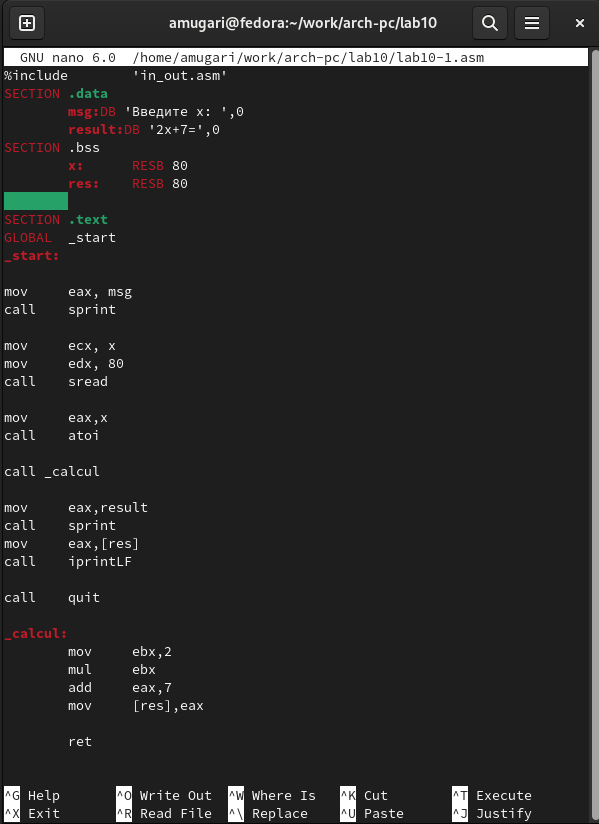 amugari@fedora:~/work/arch-pc/lab10
GNU nano 6.0 /home/amugari/work/arch-pc/lab10/lab10-1.asm
%include 'in_out.asm'
SECTION .data
msg:DB 'Введите x: ',0
result:DB '2x+7=',0
SECTION .bss
x: RESB 80
res: RESB 80
SECTION .text
GLOBAL _start
_start:
mov eax, msg
call sprint
mov ecx, x
mov edx, 80
call sread
mov eax,x
call atoi
call _calcul
mov eax,result
call sprint
mov eax,[res]
call iprintLF
call quit
_calcul:
mov ebx,2
mul ebx
add eax,7
mov [res],eax
ret
^G Help ^O Write Out ^W Where Is ^K Cut ^T Execute
^X Exit ^R Read File ^\ Replace ^U Paste ^J Justify